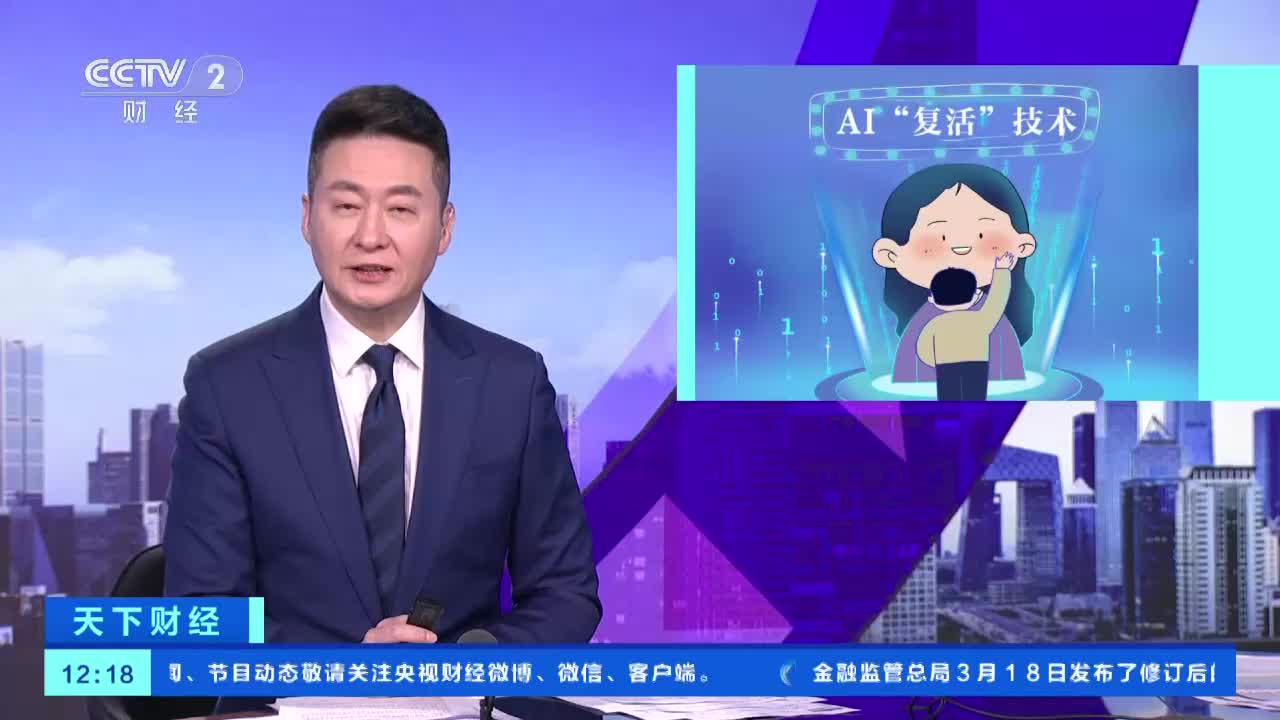 CCTV 2
财 经
AI“复活”技术
天下财经
12:18
、节目动态敬请关注央视财经微博、微信、客户端。
金融监管总局3月18日发布了修订后